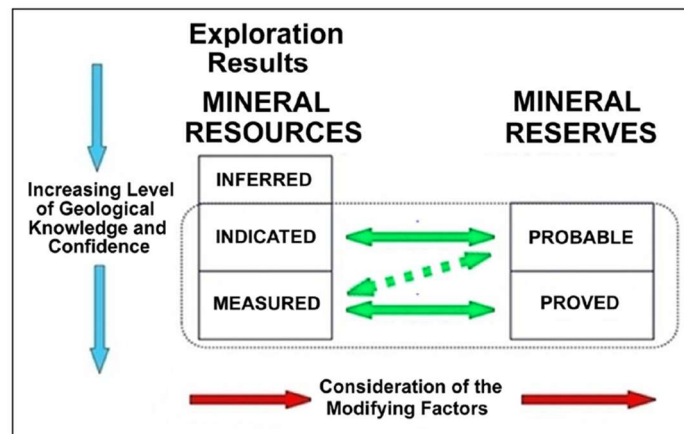 Exploration
Results
MINERAL
RESOURCES
MINERAL
RESERVES
Increasing Level
of Geological
Knowledge and
Confidence
INFERRED
INDICATED
PROBABLE
MEASURED
PROVED
Consideration of the
Modifying Factors